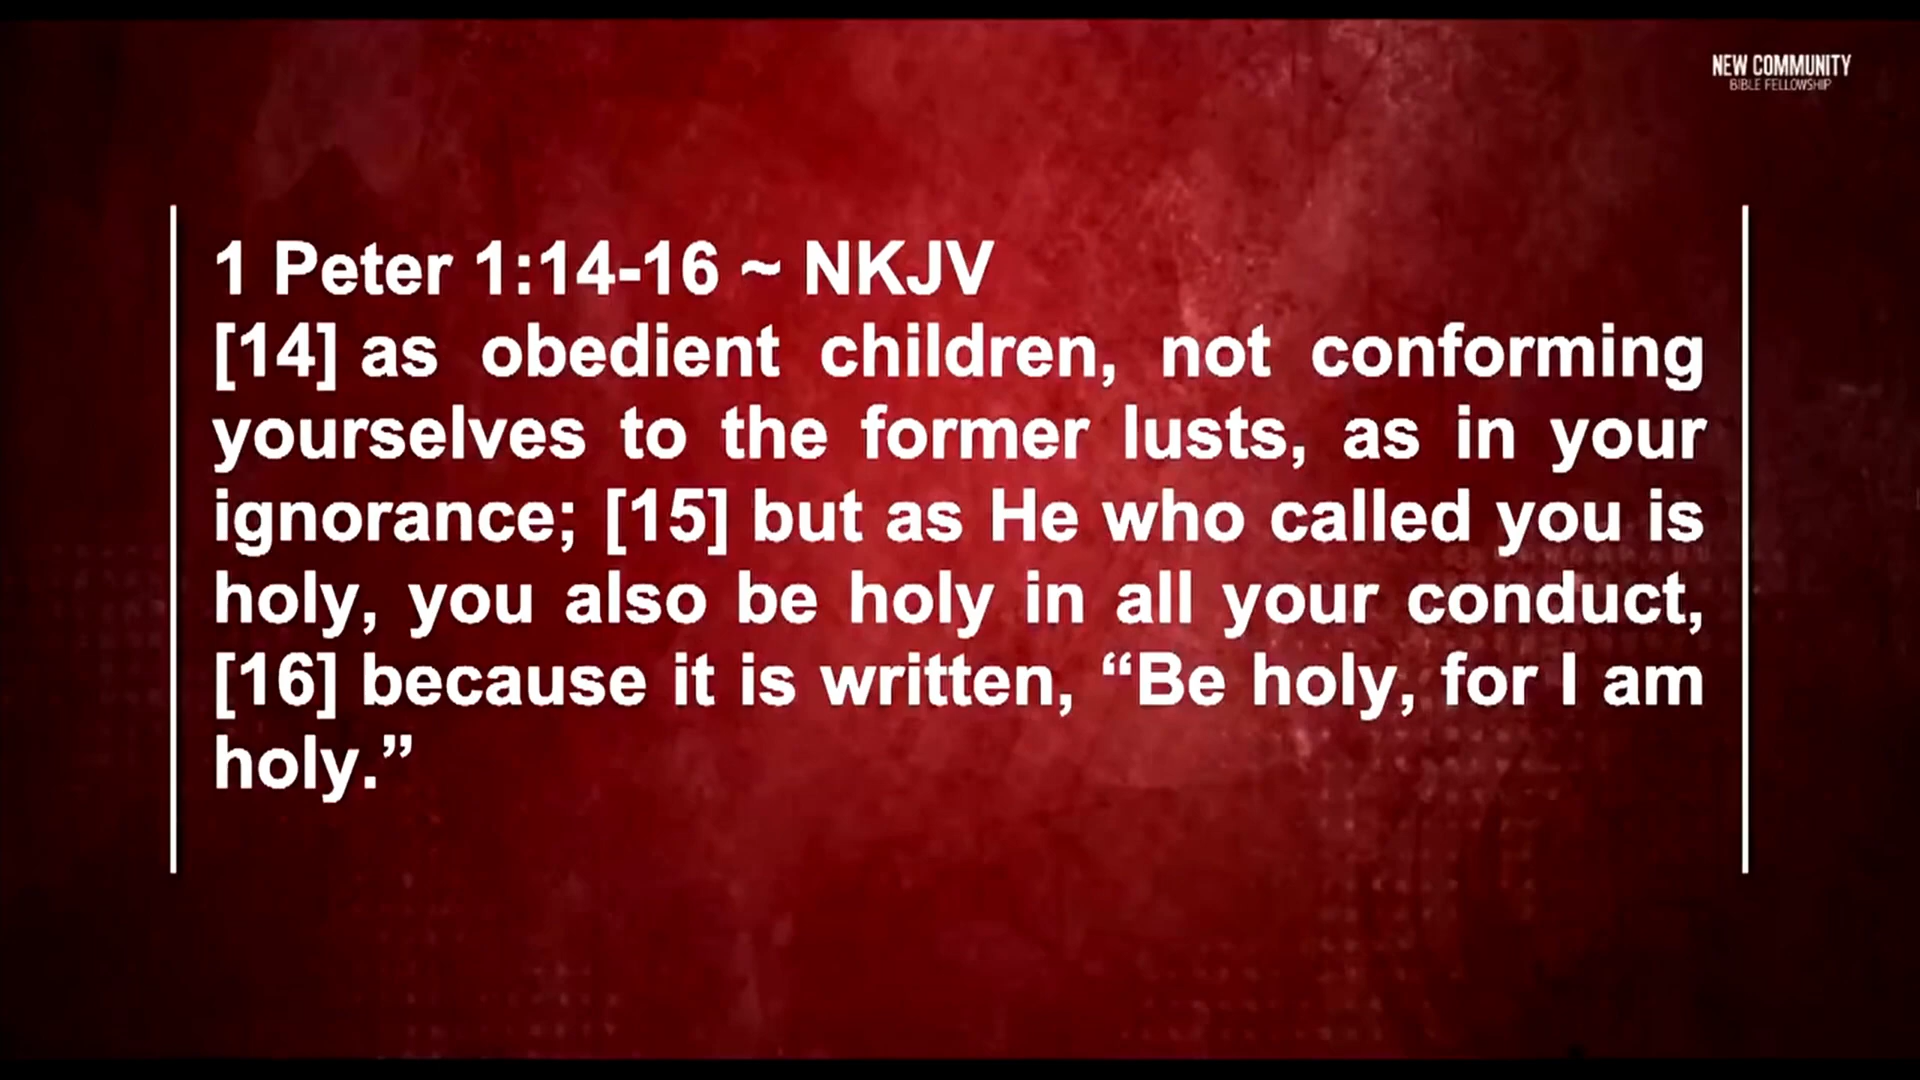 NEW COMMUNITY
BIBLE FELLOWSHIP
1 Peter 1:14-16 ~ NKJV
[14] as obedient children, not conforming
yourselves to the former lusts, as in your
ignorance; [15] but as He who called you is
holy, you also be holy in all your conduct,
[16] because it is written, “Be holy, for I am
holy.”